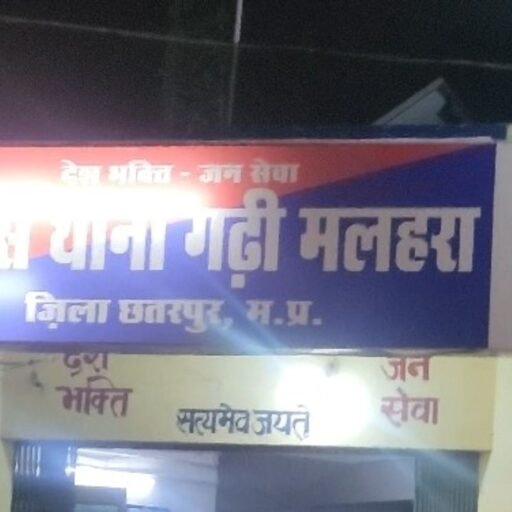 देश भक्ति - जन सेवा
स थाना गढ़ी मलहरा
ज़िला छतरपुर, म.प्र.
देश जन
भक्ति सेवा
सत्यमेव जयते